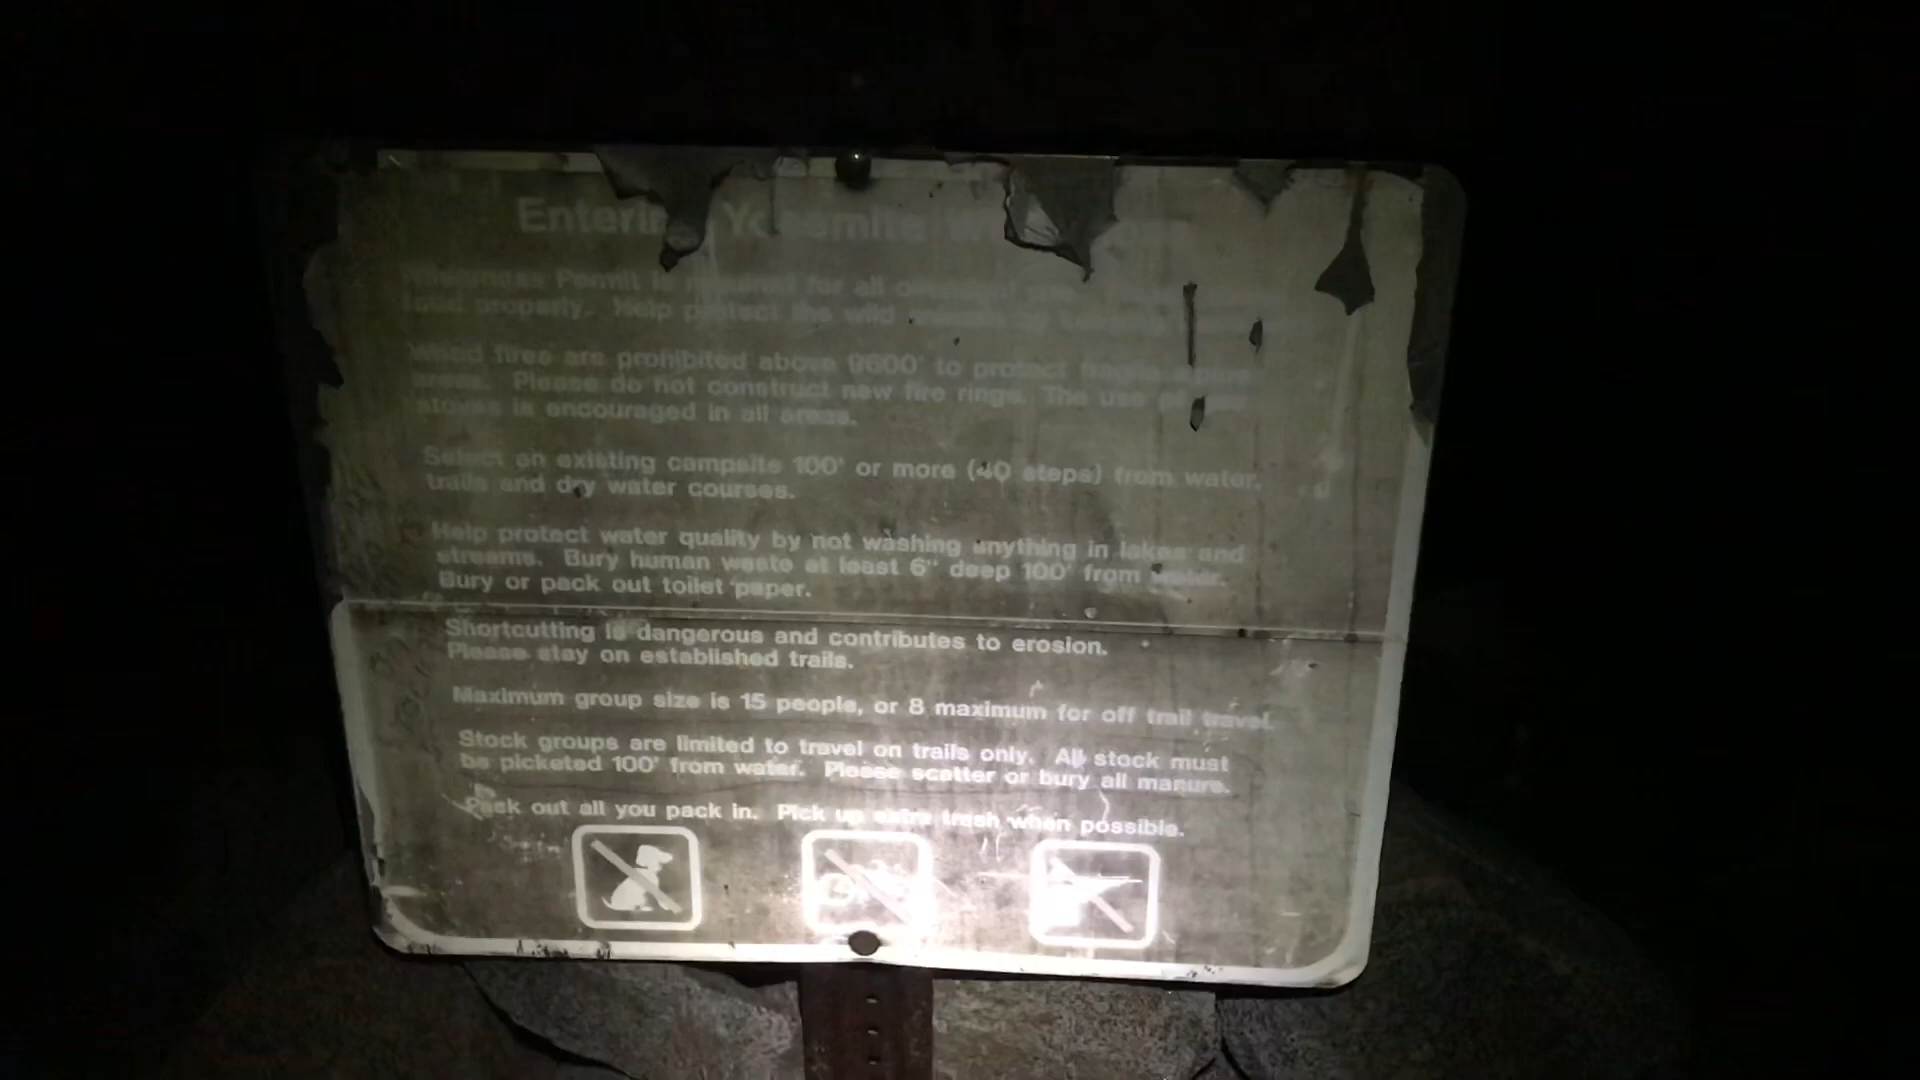 Entering Yosemite Wilderness
Wilderness Permit is required for all overnight
food properly. Help protect the wild
Wood fires are prohibited above 9600' to protect fragile alpine
areas. Please do not construct new fire rings. The use of
stoves is encouraged in all areas.
Select an existing campsite 100' or more (40 steps) from water,
trails and dry water courses.
Help protect water quality by not washing anything in lakes and
streams. Bury human waste at least 6" deep 100' from water.
Bury or pack out toilet paper.
Shortcutting is dangerous and contributes to erosion.
Please stay on established trails.
Maximum group size is 15 people, or 8 maximum for off trail travel.
Stock groups are limited to travel on trails only. All stock must
be picketed 100' from water. Please scatter or bury all manure.
Pack out all you pack in. Pick up extra trash when possible.